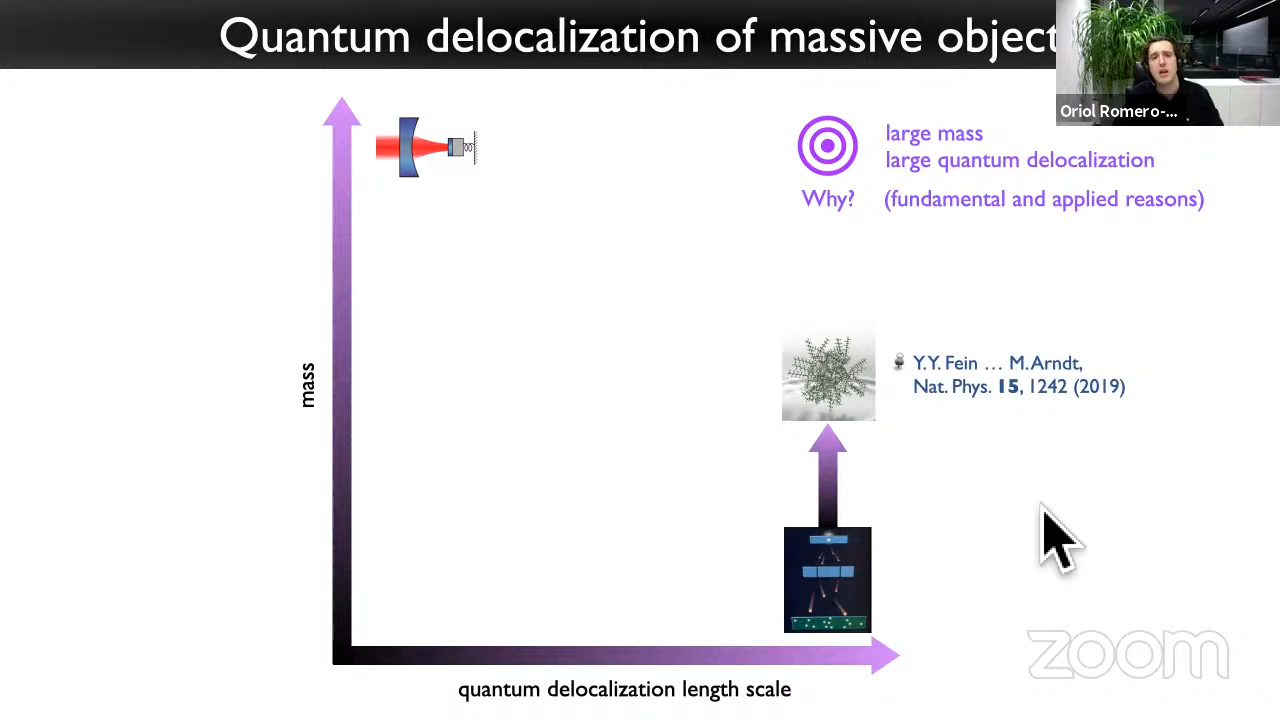 Quantum delocalization of massive object
Oriol Romero-...
large mass
large quantum delocalization
Why? (fundamental and applied reasons)
mass
Y.Y. Fein … M. Arndt,
Nat. Phys. 15, 1242 (2019)
quantum delocalization length scale
zoom